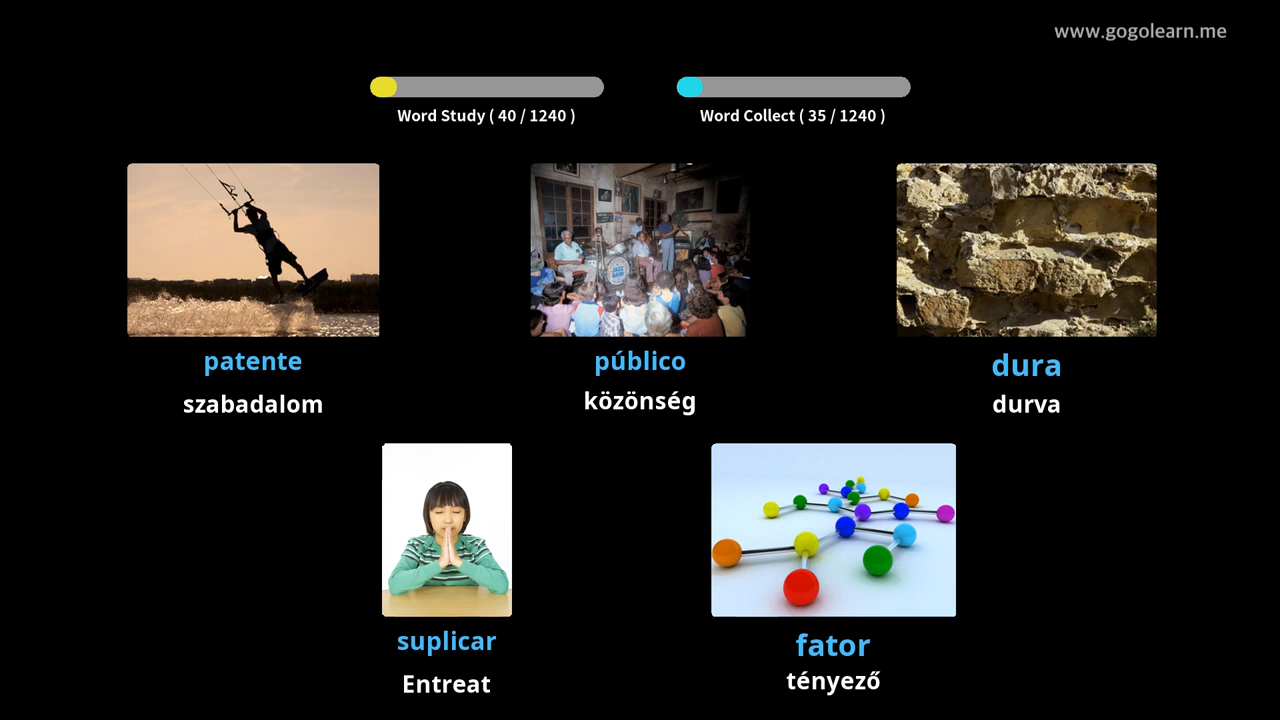 www.gogolearn.me
Word Study ( 40 / 1240 )
Word Collect ( 35 / 1240 )
patente
szabadalom
público
közönség
dura
durva
suplicar
Entreat
fator
tényező